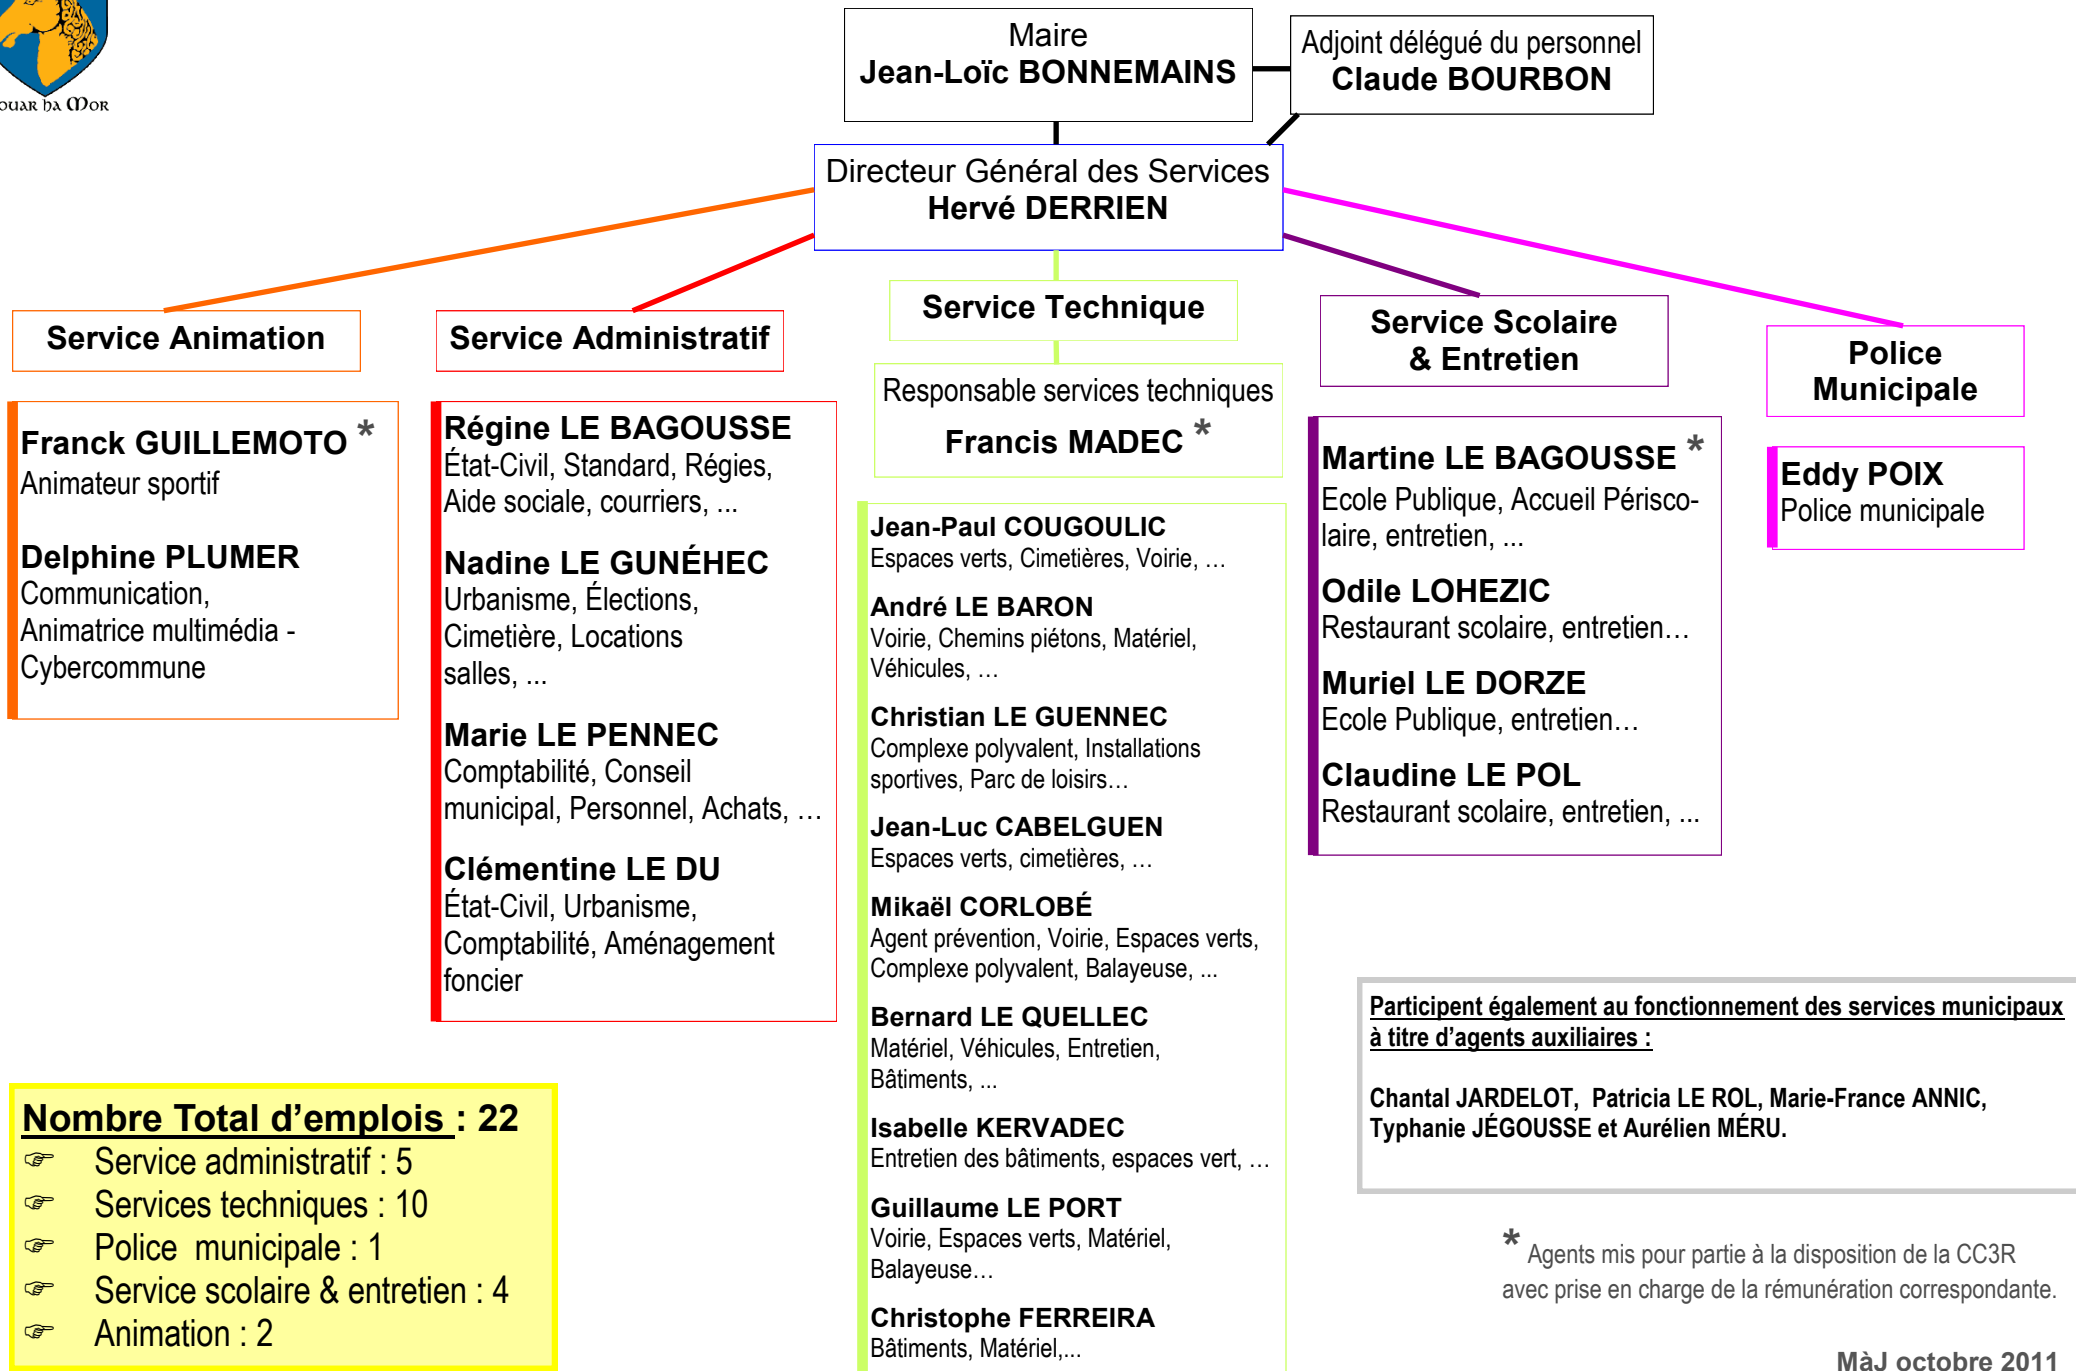 OUAR HA MOR
Maire
Jean-Loïc BONNEMAINS
Adjoint délégué du personnel
Claude BOURBON
Directeur Général des Services
Hervé DERRIEN
Service Animation
Franck GUILLEMOTO *
Animateur sportif
Delphine PLUMER
Communication,
Animatrice multimédia -
Cybercommune
Service Administratif
Régine LE BAGOUSSE
État-Civil, Standard, Régies,
Aide sociale, courriers, ...
Nadine LE GUNÉHEC
Urbanisme, Élections,
Cimetière, Locations
salles, ...
Marie LE PENNEC
Comptabilité, Conseil
municipal, Personnel, Achats, …
Clémentine LE DU
État-Civil, Urbanisme,
Comptabilité, Aménagement
foncier
Service Technique
Responsable services techniques
Francis MADEC *
Jean-Paul COUGOULIC
Espaces verts, Cimetières, Voirie, …
André LE BARON
Voirie, Chemins piétons, Matériel,
Véhicules, …
Christian LE GUENNEC
Complexe polyvalent, Installations
sportives, Parc de loisirs…
Jean-Luc CABELGUEN
Espaces verts, cimetières, …
Mikaël CORLOBÉ
Agent prévention, Voirie, Espaces verts,
Complexe polyvalent, Balayeuse, ...
Bernard LE QUELLEC
Matériel, Véhicules, Entretien,
Bâtiments, ...
Isabelle KERVADEC
Entretien des bâtiments, espaces vert, …
Guillaume LE PORT
Voirie, Espaces verts, Matériel,
Balayeuse…
Christophe FERREIRA
Bâtiments, Matériel,...
Service Scolaire
& Entretien
Martine LE BAGOUSSE *
Ecole Publique, Accueil Périsco-
laire, entretien, ...
Odile LOHEZIC
Restaurant scolaire, entretien…
Muriel LE DORZE
Ecole Publique, entretien…
Claudine LE POL
Restaurant scolaire, entretien, ...
Police
Municipale
Eddy POIX
Police municipale
Nombre Total d’emplois : 22
☞ Service administratif : 5
☞ Services techniques : 10
☞ Police municipale : 1
☞ Service scolaire & entretien : 4
☞ Animation : 2
Participent également au fonctionnement des services municipaux
à titre d’agents auxiliaires :
Chantal JARDELOT, Patricia LE ROL, Marie-France ANNIC,
Typhanie JÉGOUSSE et Aurélien MÉRU.
* Agents mis pour partie à la disposition de la CC3R
avec prise en charge de la rémunération correspondante.
MàJ octobre 2011